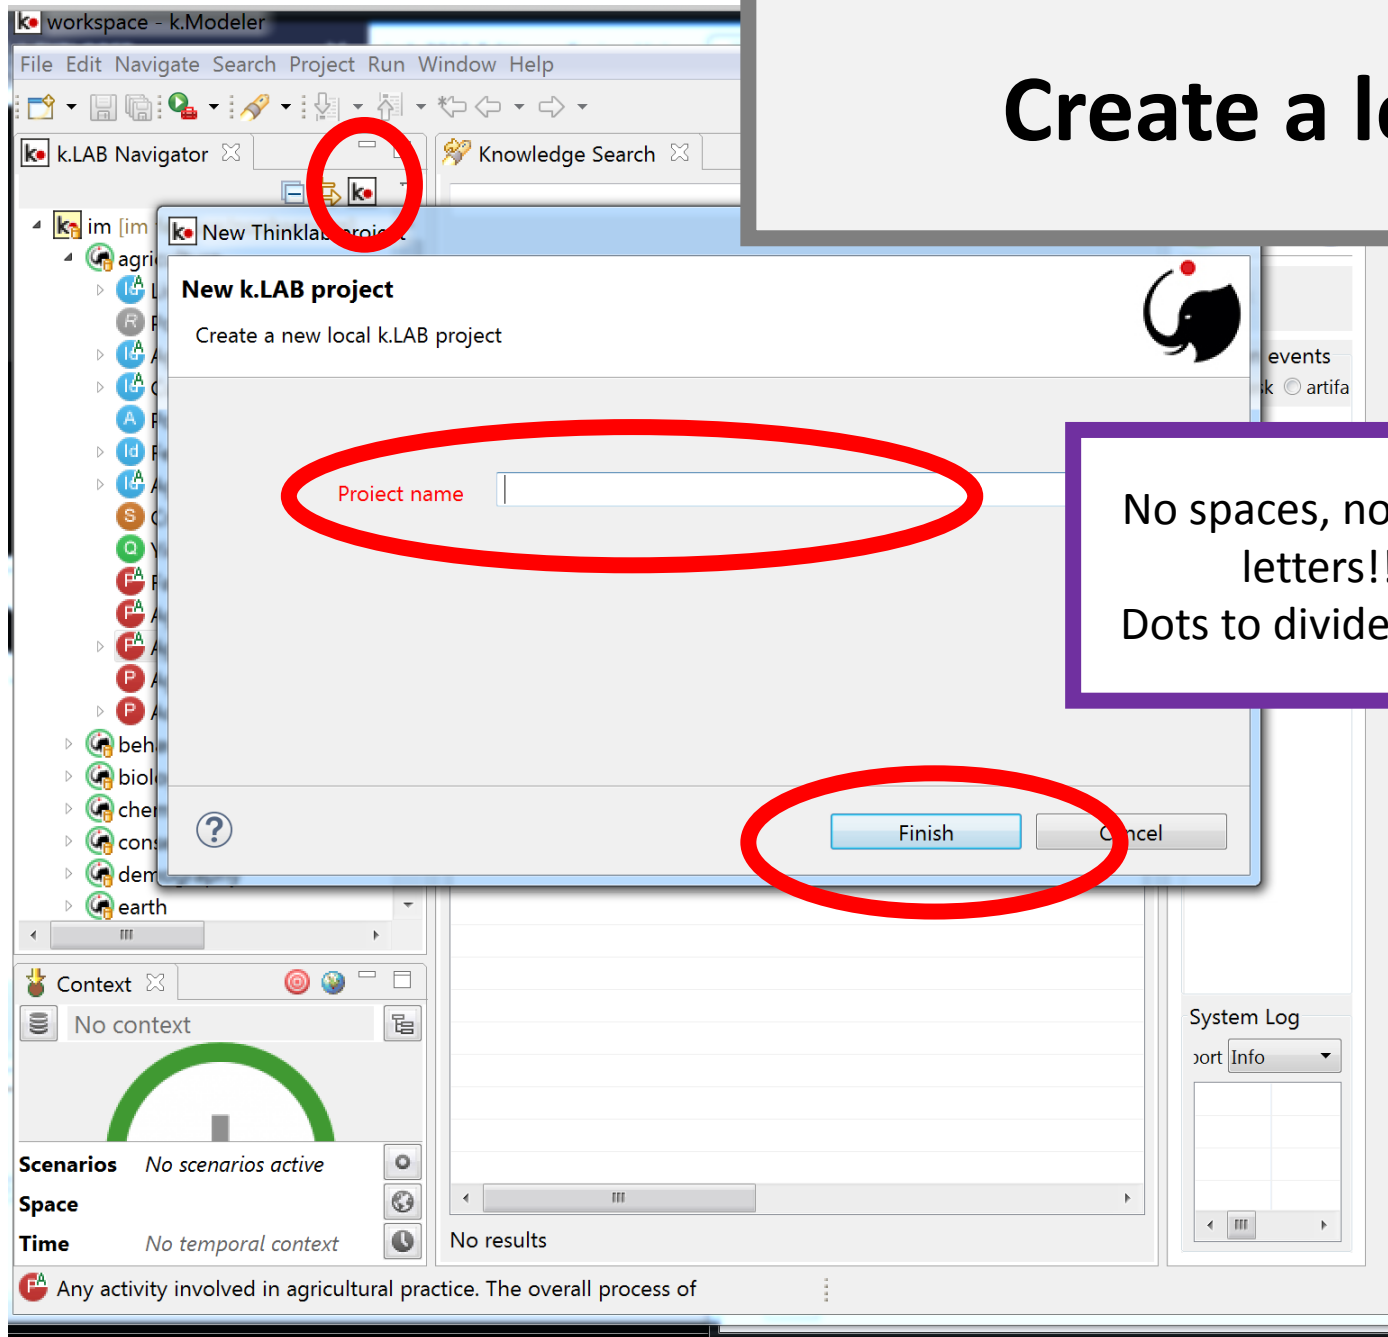 workspace - k.Modeler
File Edit Navigate Search Project Run Window Help
Create a
k.LAB Navigator
Knowledge Search
im [im
New Thinklab project
New k.LAB project
Create a new local k.LAB project
events
Project name
No spaces, no
letters!!
Dots to divide
Finish
Cancel
earth
Context
No context
System Log
Info
Scenarios No scenarios active
Space
Time No temporal context
No results
Any activity involved in agricultural practice. The overall process of